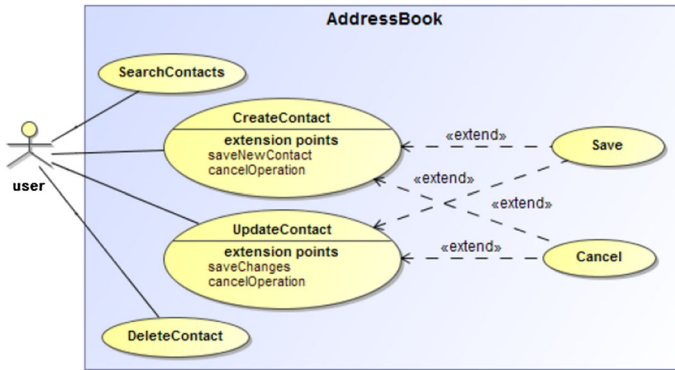 AddressBook
SearchContacts
CreateContact
extension points
saveNewContact
cancelOperation
«extend»
Save
user
«extend»
«extend»
UpdateContact
extension points
saveChanges
cancelOperation
«extend»
Cancel
DeleteContact